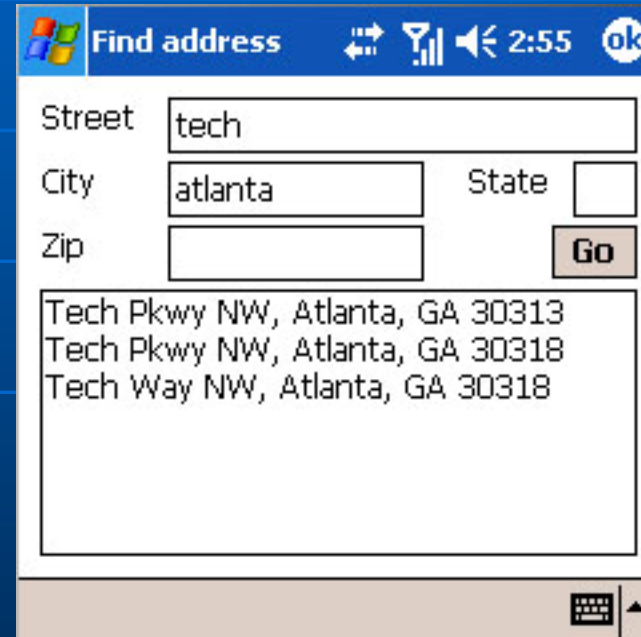 Find address 2:55 ok
Street tech
City atlanta State
Zip Go
Tech Pkwy NW, Atlanta, GA 30313
Tech Pkwy NW, Atlanta, GA 30318
Tech Way NW, Atlanta, GA 30318